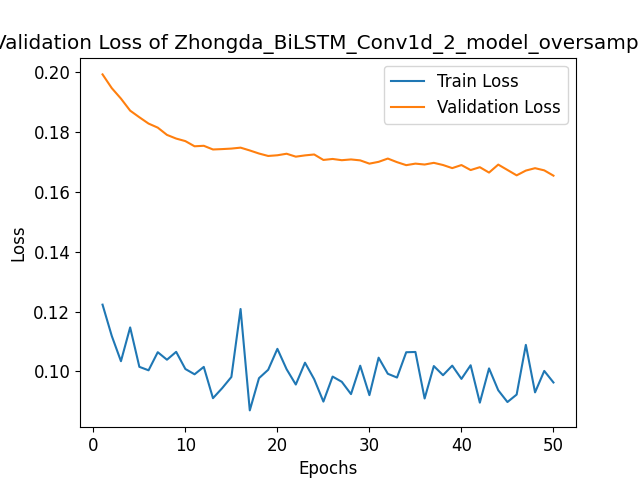 Validation Loss of Zhongda_BiLSTM_Conv1d_2_model_oversamp
Train Loss
Validation Loss
Loss
0.20
0.18
0.16
0.14
0.12
0.10
0 10 20 30 40 50
Epochs